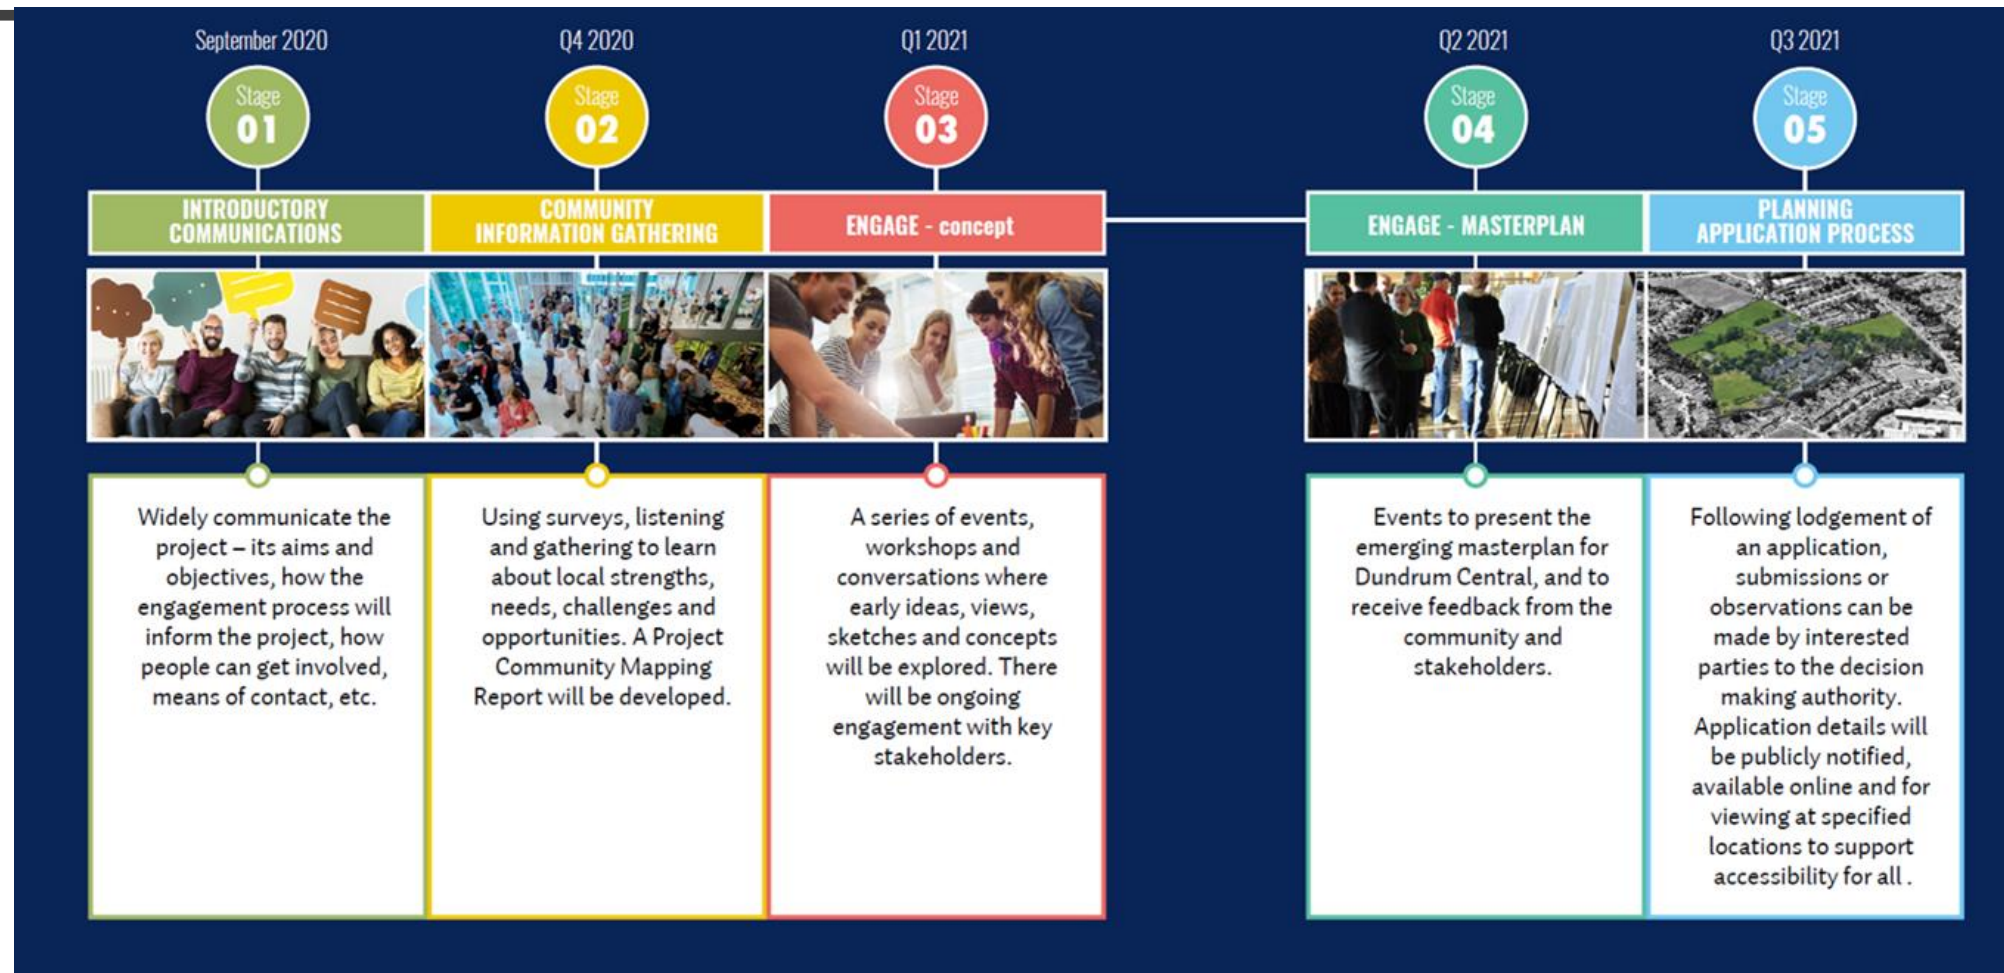 September 2020
Stage
01
INTRODUCTORY
COMMUNICATIONS
Widely communicate the
project – its aims and
objectives, how the
engagement process will
inform the project, how
people can get involved,
means of contact, etc.
Q4 2020
Stage
02
COMMUNITY
INFORMATION GATHERING
Using surveys, listening
and gathering to learn
about local strengths,
needs, challenges and
opportunities. A Project
Community Mapping
Report will be developed.
Q1 2021
Stage
03
ENGAGE - concept
A series of events,
workshops and
conversations where
early ideas, views,
sketches and concepts
will be explored. There
will be ongoing
engagement with key
stakeholders.
Q2 2021
Stage
04
ENGAGE - MASTERPLAN
Events to present the
emerging masterplan for
Dundrum Central, and to
receive feedback from the
community and
stakeholders.
Q3 2021
Stage
05
PLANNING
APPLICATION PROCESS
Following lodgement of
an application,
submissions or
observations can be
made by interested
parties to the decision
making authority.
Application details will
be publicly notified,
available online and for
viewing at specified
locations to support
accessibility for all .